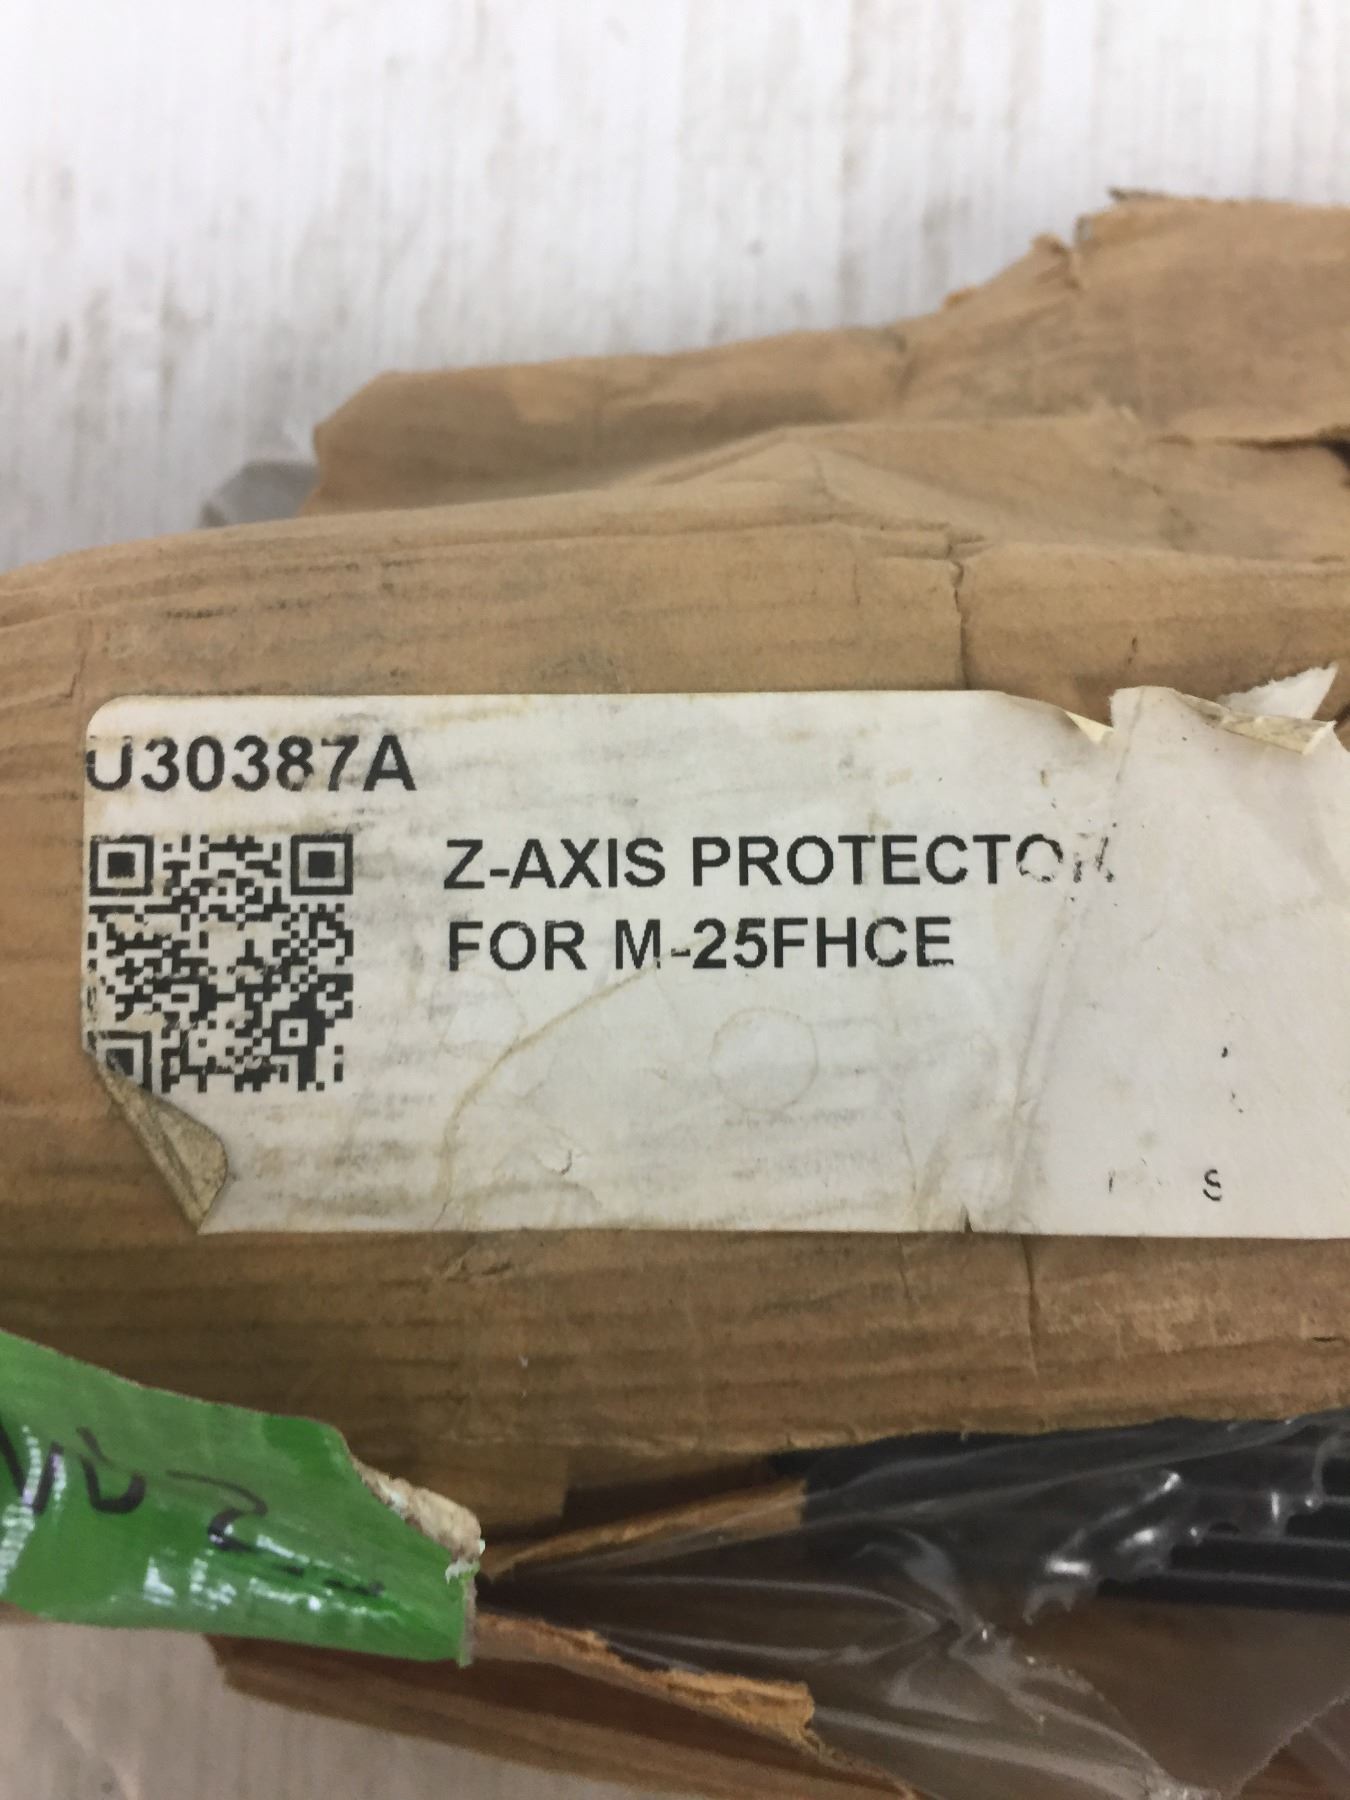 U30387A
Z-AXIS PROTECTOR
FOR M-25FHCE
S